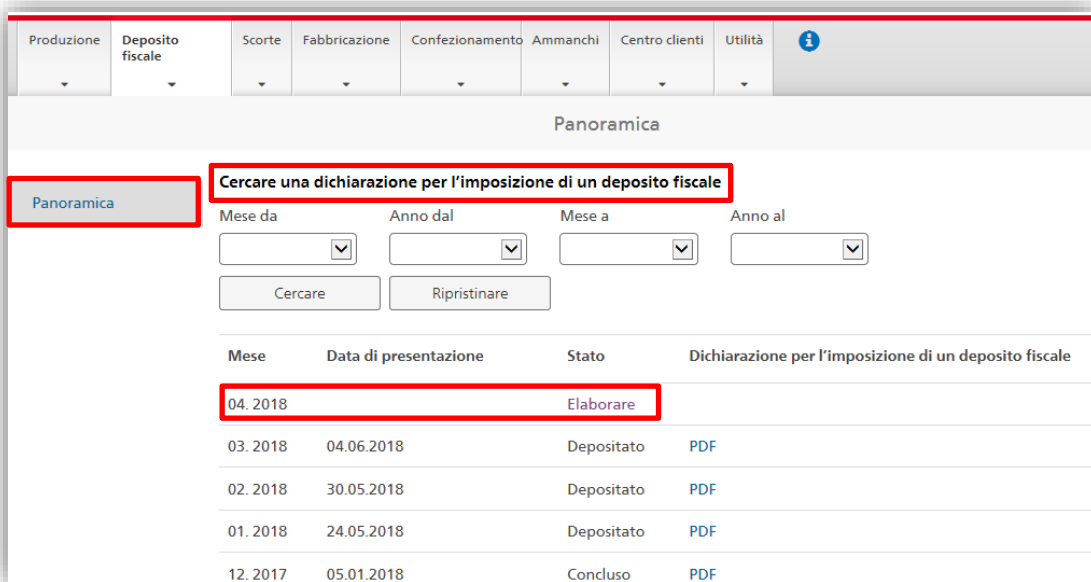 Produzione Deposito fiscale Scorte Fabbricazione Confezionamento Ammanchi Centro clienti Utilità
Panoramica
Panoramica
Cercare una dichiarazione per l'imposizione di un deposito fiscale
Mese da Anno dal Mese a Anno al
Cercare Ripristinare
Mese Data di presentazione Stato Dichiarazione per l'imposizione di un deposito fiscale
04. 2018 Elaborare
03. 2018 04.06.2018 Depositato PDF
02. 2018 30.05.2018 Depositato PDF
01. 2018 24.05.2018 Depositato PDF
12. 2017 05.01.2018 Concluso PDF